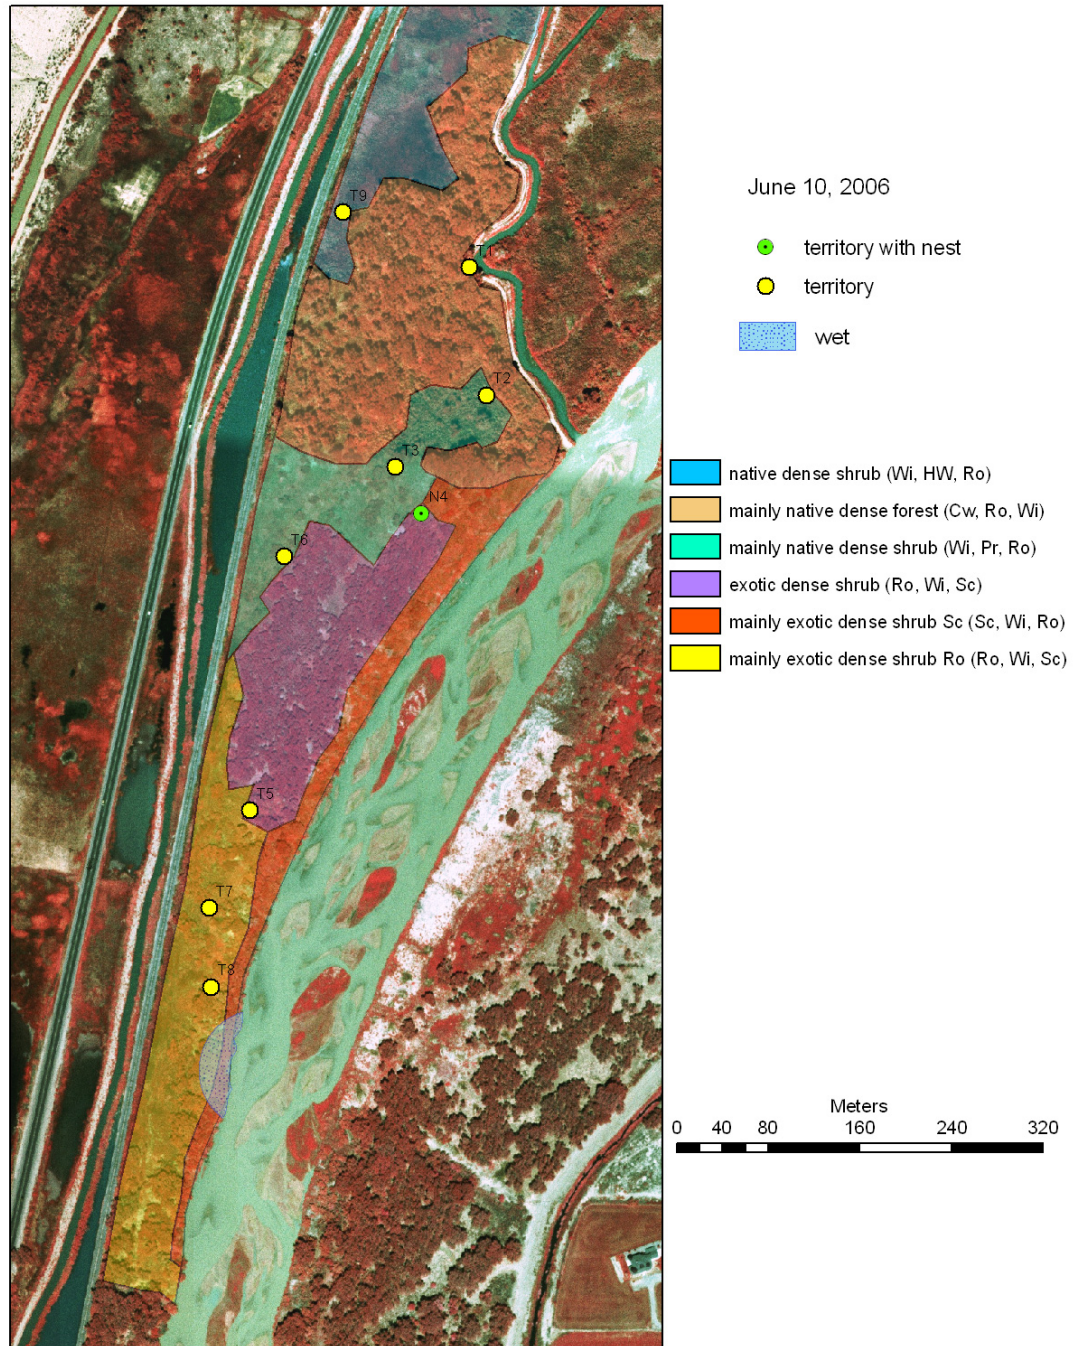 June 10, 2006
territory with nest
territory
wet
T9
T1
T2
T3
N4
T6
T5
T7
T8
native dense shrub (Wi, HW, Ro)
mainly native dense forest (Cw, Ro, Wi)
mainly native dense shrub (Wi, Pr, Ro)
exotic dense shrub (Ro, Wi, Sc)
mainly exotic dense shrub Sc (Sc, Wi, Ro)
mainly exotic dense shrub Ro (Ro, Wi, Sc)
Meters
0 40 80 160 240 320